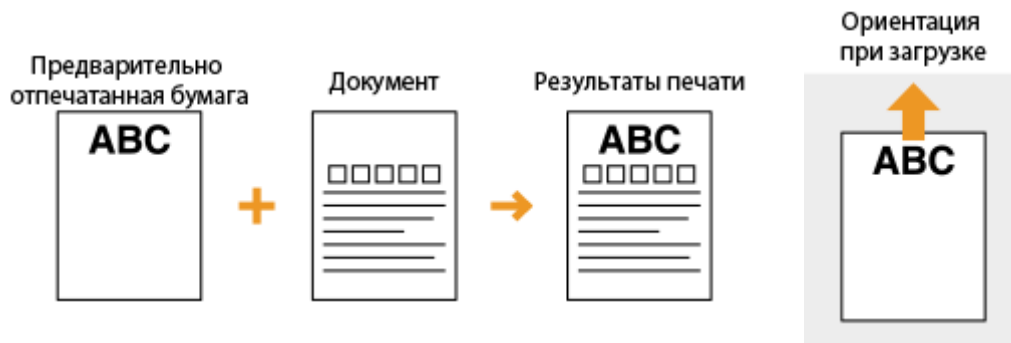 Предварительно
отпечатанная бумага
ABC
Документ
Результаты печати
ABC
Ориентация
при загрузке
ABC